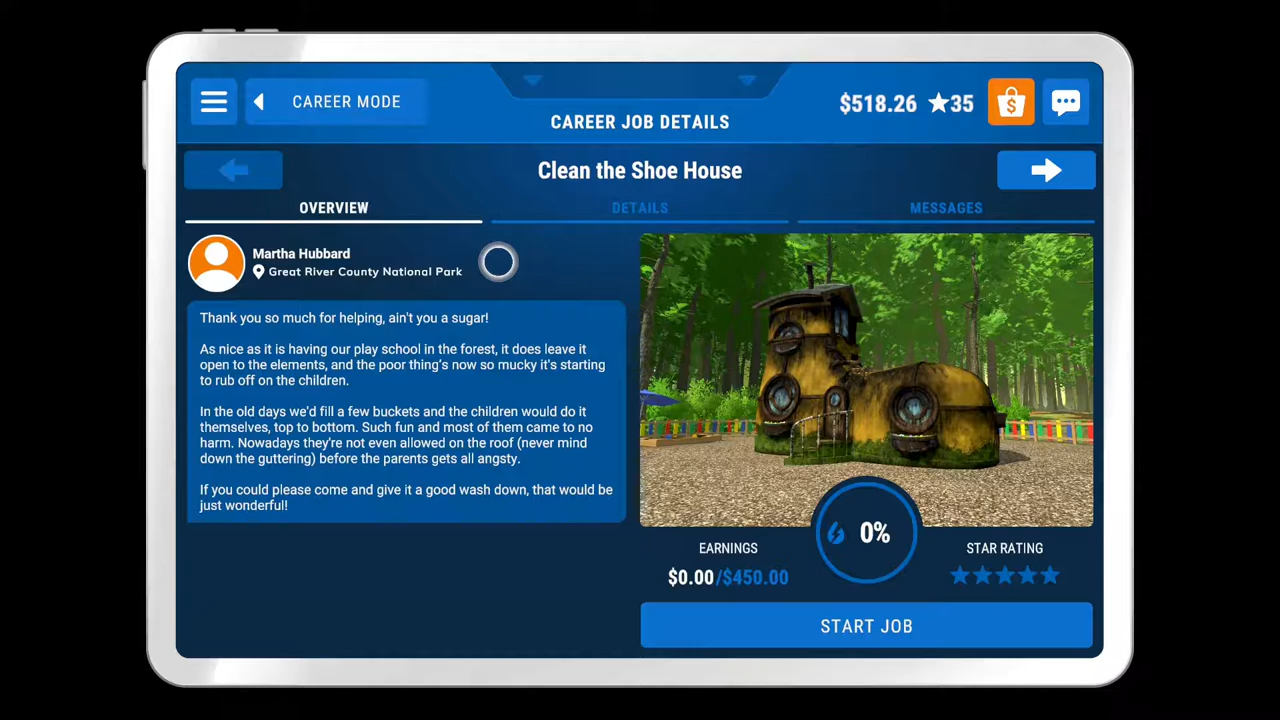 CAREER MODE
$518.26 ★35
CAREER JOB DETAILS
Clean the Shoe House
OVERVIEW
DETAILS
MESSAGES
Martha Hubbard
Great River County National Park
Thank you so much for helping, ain't you a sugar!
As nice as it is having our play school in the forest, it does leave it
open to the elements, and the poor thing's now so mucky it's starting
to rub off on the children.
In the old days we'd fill a few buckets and the children would do it
themselves, top to bottom. Such fun and most of them came to no
harm. Nowadays they're not even allowed on the roof (never mind
down the guttering) before the parents gets all angsty.
If you could please come and give it a good wash down, that would be
just wonderful!
0%
EARNINGS
$0.00/$450.00
STAR RATING
START JOB